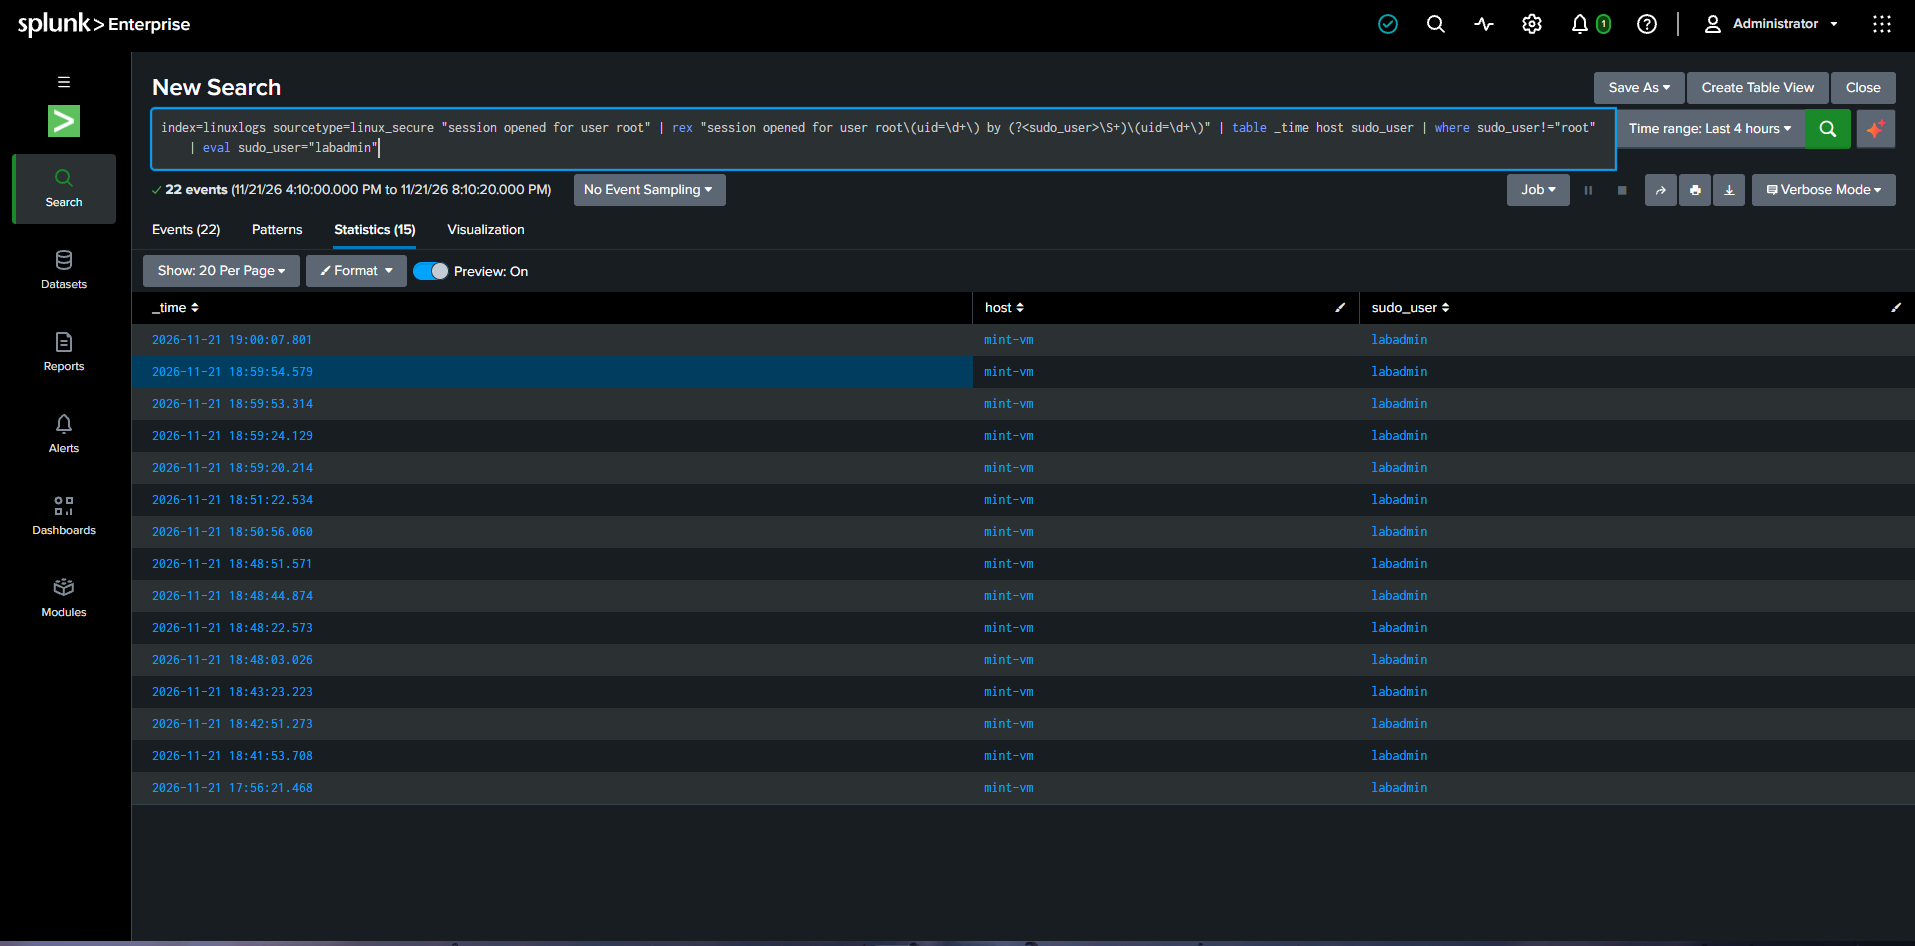 splunk>Enterprise
1
Administrator
New Search
Save As
Create Table View
Close
index=linuxlogs sourcetype=linux_secure "session opened for user root" | rex "session opened for user root\(uid=\d+\) by (?<sudo_user>\S+)\(uid=\d+\)" | table _time host sudo_user | where sudo_user!="root"
| eval sudo_user="labadmin"
Time range: Last 4 hours
22 events (11/21/26 4:10:00.000 PM to 11/21/26 8:10:20.000 PM)
No Event Sampling
Job
Verbose Mode
Search
Datasets
Reports
Alerts
Dashboards
Modules
Events (22)
Patterns
Statistics (15)
Visualization
Show: 20 Per Page
Format
Preview: On
_time host sudo_user
2026-11-21 19:00:07.801 mint-vm labadmin
2026-11-21 18:59:54.579 mint-vm labadmin
2026-11-21 18:59:53.314 mint-vm labadmin
2026-11-21 18:59:24.129 mint-vm labadmin
2026-11-21 18:59:20.214 mint-vm labadmin
2026-11-21 18:51:22.534 mint-vm labadmin
2026-11-21 18:50:56.060 mint-vm labadmin
2026-11-21 18:48:51.571 mint-vm labadmin
2026-11-21 18:48:44.874 mint-vm labadmin
2026-11-21 18:48:22.573 mint-vm labadmin
2026-11-21 18:48:03.026 mint-vm labadmin
2026-11-21 18:43:23.223 mint-vm labadmin
2026-11-21 18:42:51.273 mint-vm labadmin
2026-11-21 18:41:53.708 mint-vm labadmin
2026-11-21 17:56:21.468 mint-vm labadmin